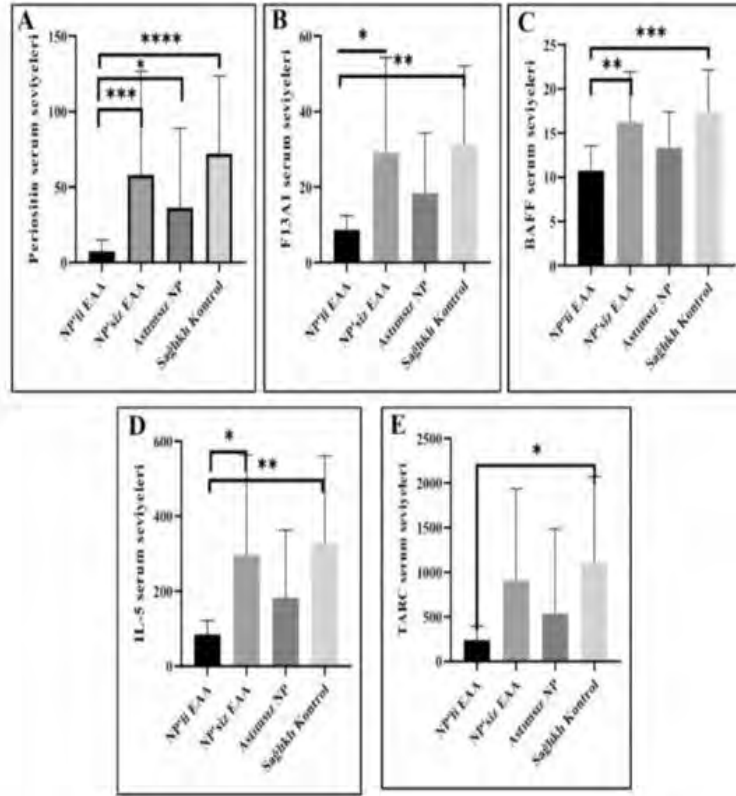 A
Periositin serum seviyeleri
150
100
50
0
****
*
***
NP'li EAA
NP'siz EAA
Astımsız NP
Sağlıklı Kontrol
B
F13A1 serum seviyeleri
60
40
20
0
*
**
NP'li EAA
NP'siz EAA
Astımsız NP
Sağlıklı Kontrol
C
BAFF serum seviyeleri
25
20
15
10
5
0
***
**
NP'li EAA
NP'siz EAA
Astımsız NP
Sağlıklı Kontrol
D
IL-5 serum seviyeleri
600
400
200
0
*
**
NP'li EAA
NP'siz EAA
Astımsız NP
Sağlıklı Kontrol
E
TARC serum seviyeleri
2500
2000
1500
1000
500
0
*
NP'li EAA
NP'siz EAA
Astımsız NP
Sağlıklı Kontrol